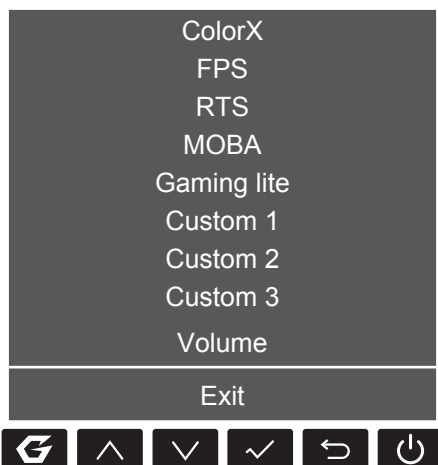 ColorX
FPS
RTS
MOBA
Gaming lite
Custom 1
Custom 2
Custom 3
Volume
Exit